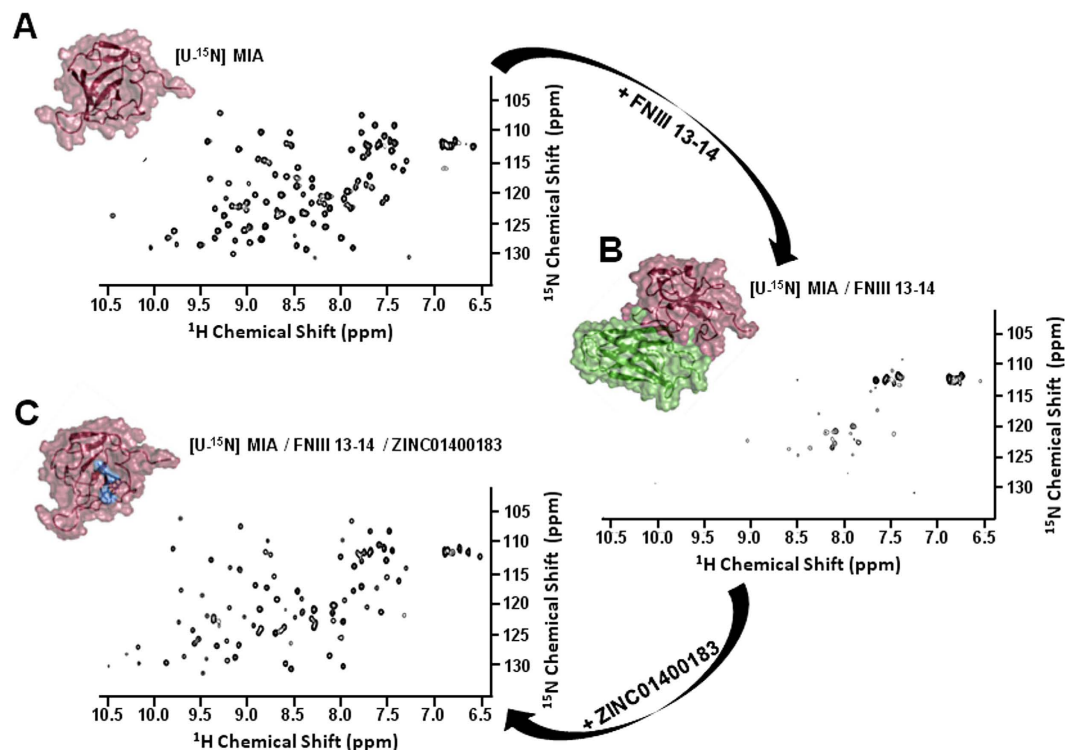 A
[U-¹⁵N] MIA
105
110
115
120
125
130
¹⁵N Chemical Shift (ppm)
10.5 10.0 9.5 9.0 8.5 8.0 7.5 7.0 6.5
¹H Chemical Shift (ppm)
+ FNIII 13-14
B
[U-¹⁵N] MIA / FNIII 13-14
105
110
115
120
125
130
¹⁵N Chemical Shift (ppm)
10.5 10.0 9.5 9.0 8.5 8.0 7.5 7.0 6.5
¹H Chemical Shift (ppm)
C
[U-¹⁵N] MIA / FNIII 13-14 / ZINC01400183
105
110
115
120
125
130
¹⁵N Chemical Shift (ppm)
10.5 10.0 9.5 9.0 8.5 8.0 7.5 7.0 6.5
¹H Chemical Shift (ppm)
+ ZINC01400183